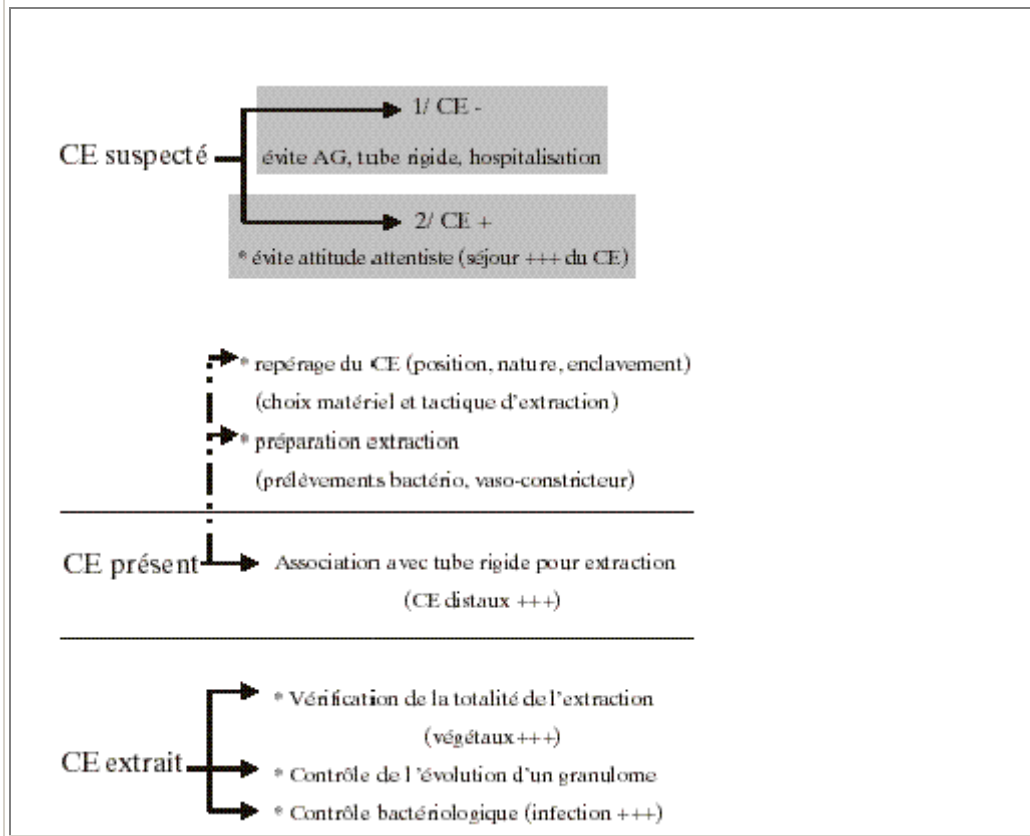 1/ CE -
CE suspecté
évite AG, tube rigide, hospitalisation
2/ CE +
* évite attitude attentiste (séjour +++ du CE)
* repérage du CE (position, nature, enclavement)
(choix matériel et tactique d'extraction)
* préparation extraction
(prélèvements bactério, vaso-constricteur)
CE présent
Association avec tube rigide pour extraction
(CE distaux +++)
* Vérification de la totalité de l'extraction
(végétaux+++)
CE extrait
* Contrôle de l'évolution d'un granulome
* Contrôle bactériologique (infection +++)